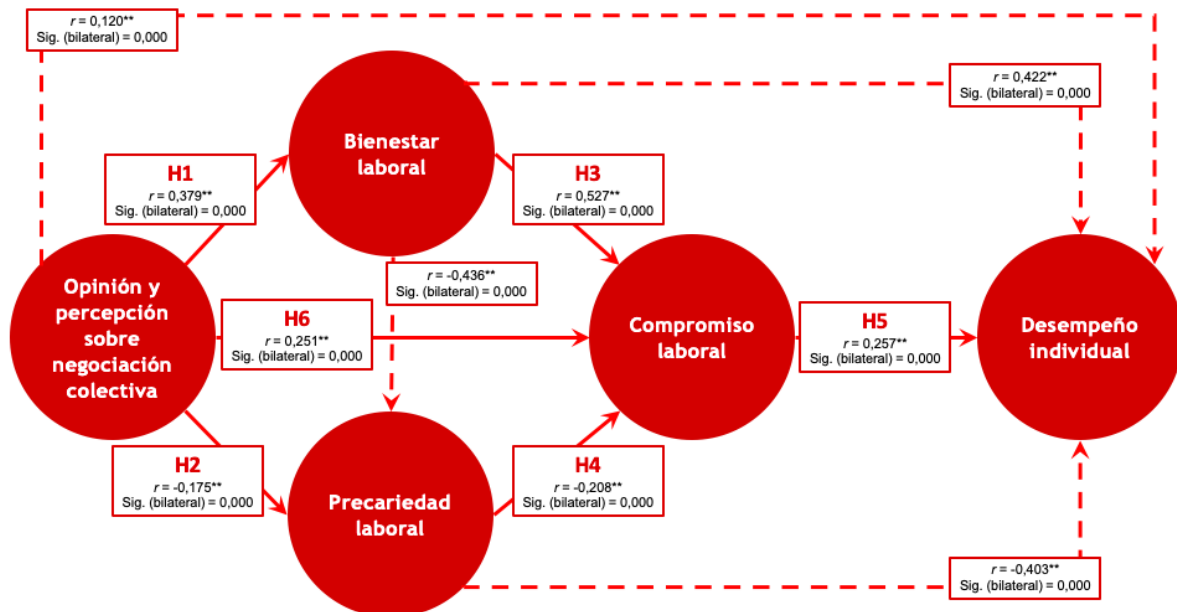 r = 0,120**
Sig. (bilateral) = 0,000
Bienestar
laboral
r = 0,422**
Sig. (bilateral) = 0,000
H1
r = 0,379**
Sig. (bilateral) = 0,000
H3
r = 0,527**
Sig. (bilateral) = 0,000
r = -0,436**
Sig. (bilateral) = 0,000
Opinión y
percepción
sobre
negociación
colectiva
H6
r = 0,251**
Sig. (bilateral) = 0,000
Compromiso
laboral
H5
r = 0,257**
Sig. (bilateral) = 0,000
Desempeño
individual
H2
r = -0,175**
Sig. (bilateral) = 0,000
Precariedad
laboral
H4
r = -0,208**
Sig. (bilateral) = 0,000
r = -0,403**
Sig. (bilateral) = 0,000